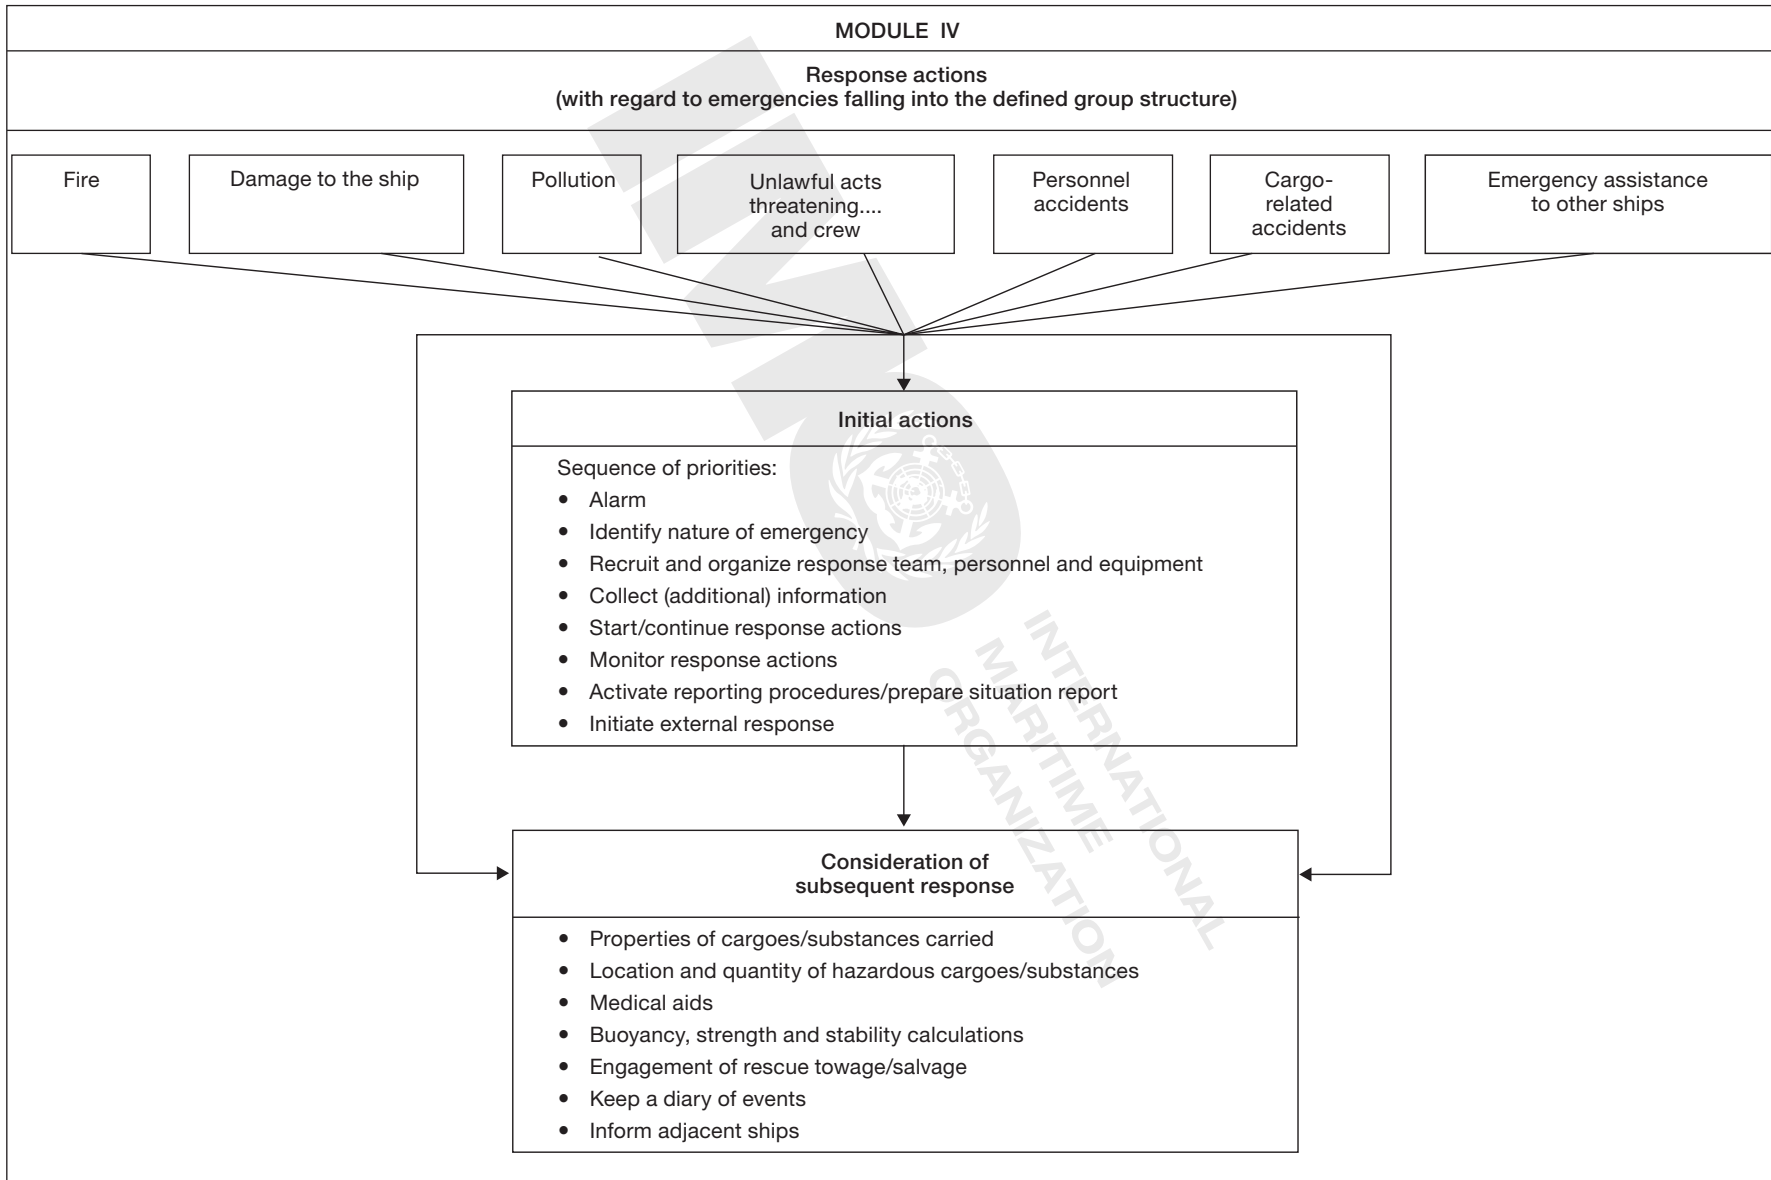 MODULE IV
Response actions
(with regard to emergencies falling into the defined group structure)
Fire
Damage to the ship
Pollution
Unlawful acts
threatening....
and crew
Personnel
accidents
Cargo-
related
accidents
Emergency assistance
to other ships
Initial actions
Sequence of priorities:
• Alarm
• Identify nature of emergency
• Recruit and organize response team, personnel and equipment
• Collect (additional) information
• Start/continue response actions
• Monitor response actions
• Activate reporting procedures/prepare situation report
• Initiate external response
Consideration of
subsequent response
• Properties of cargoes/substances carried
• Location and quantity of hazardous cargoes/substances
• Medical aids
• Buoyancy, strength and stability calculations
• Engagement of rescue towage/salvage
• Keep a diary of events
• Inform adjacent ships
IMO
INTERNATIONAL
MARITIME
ORGANIZATION